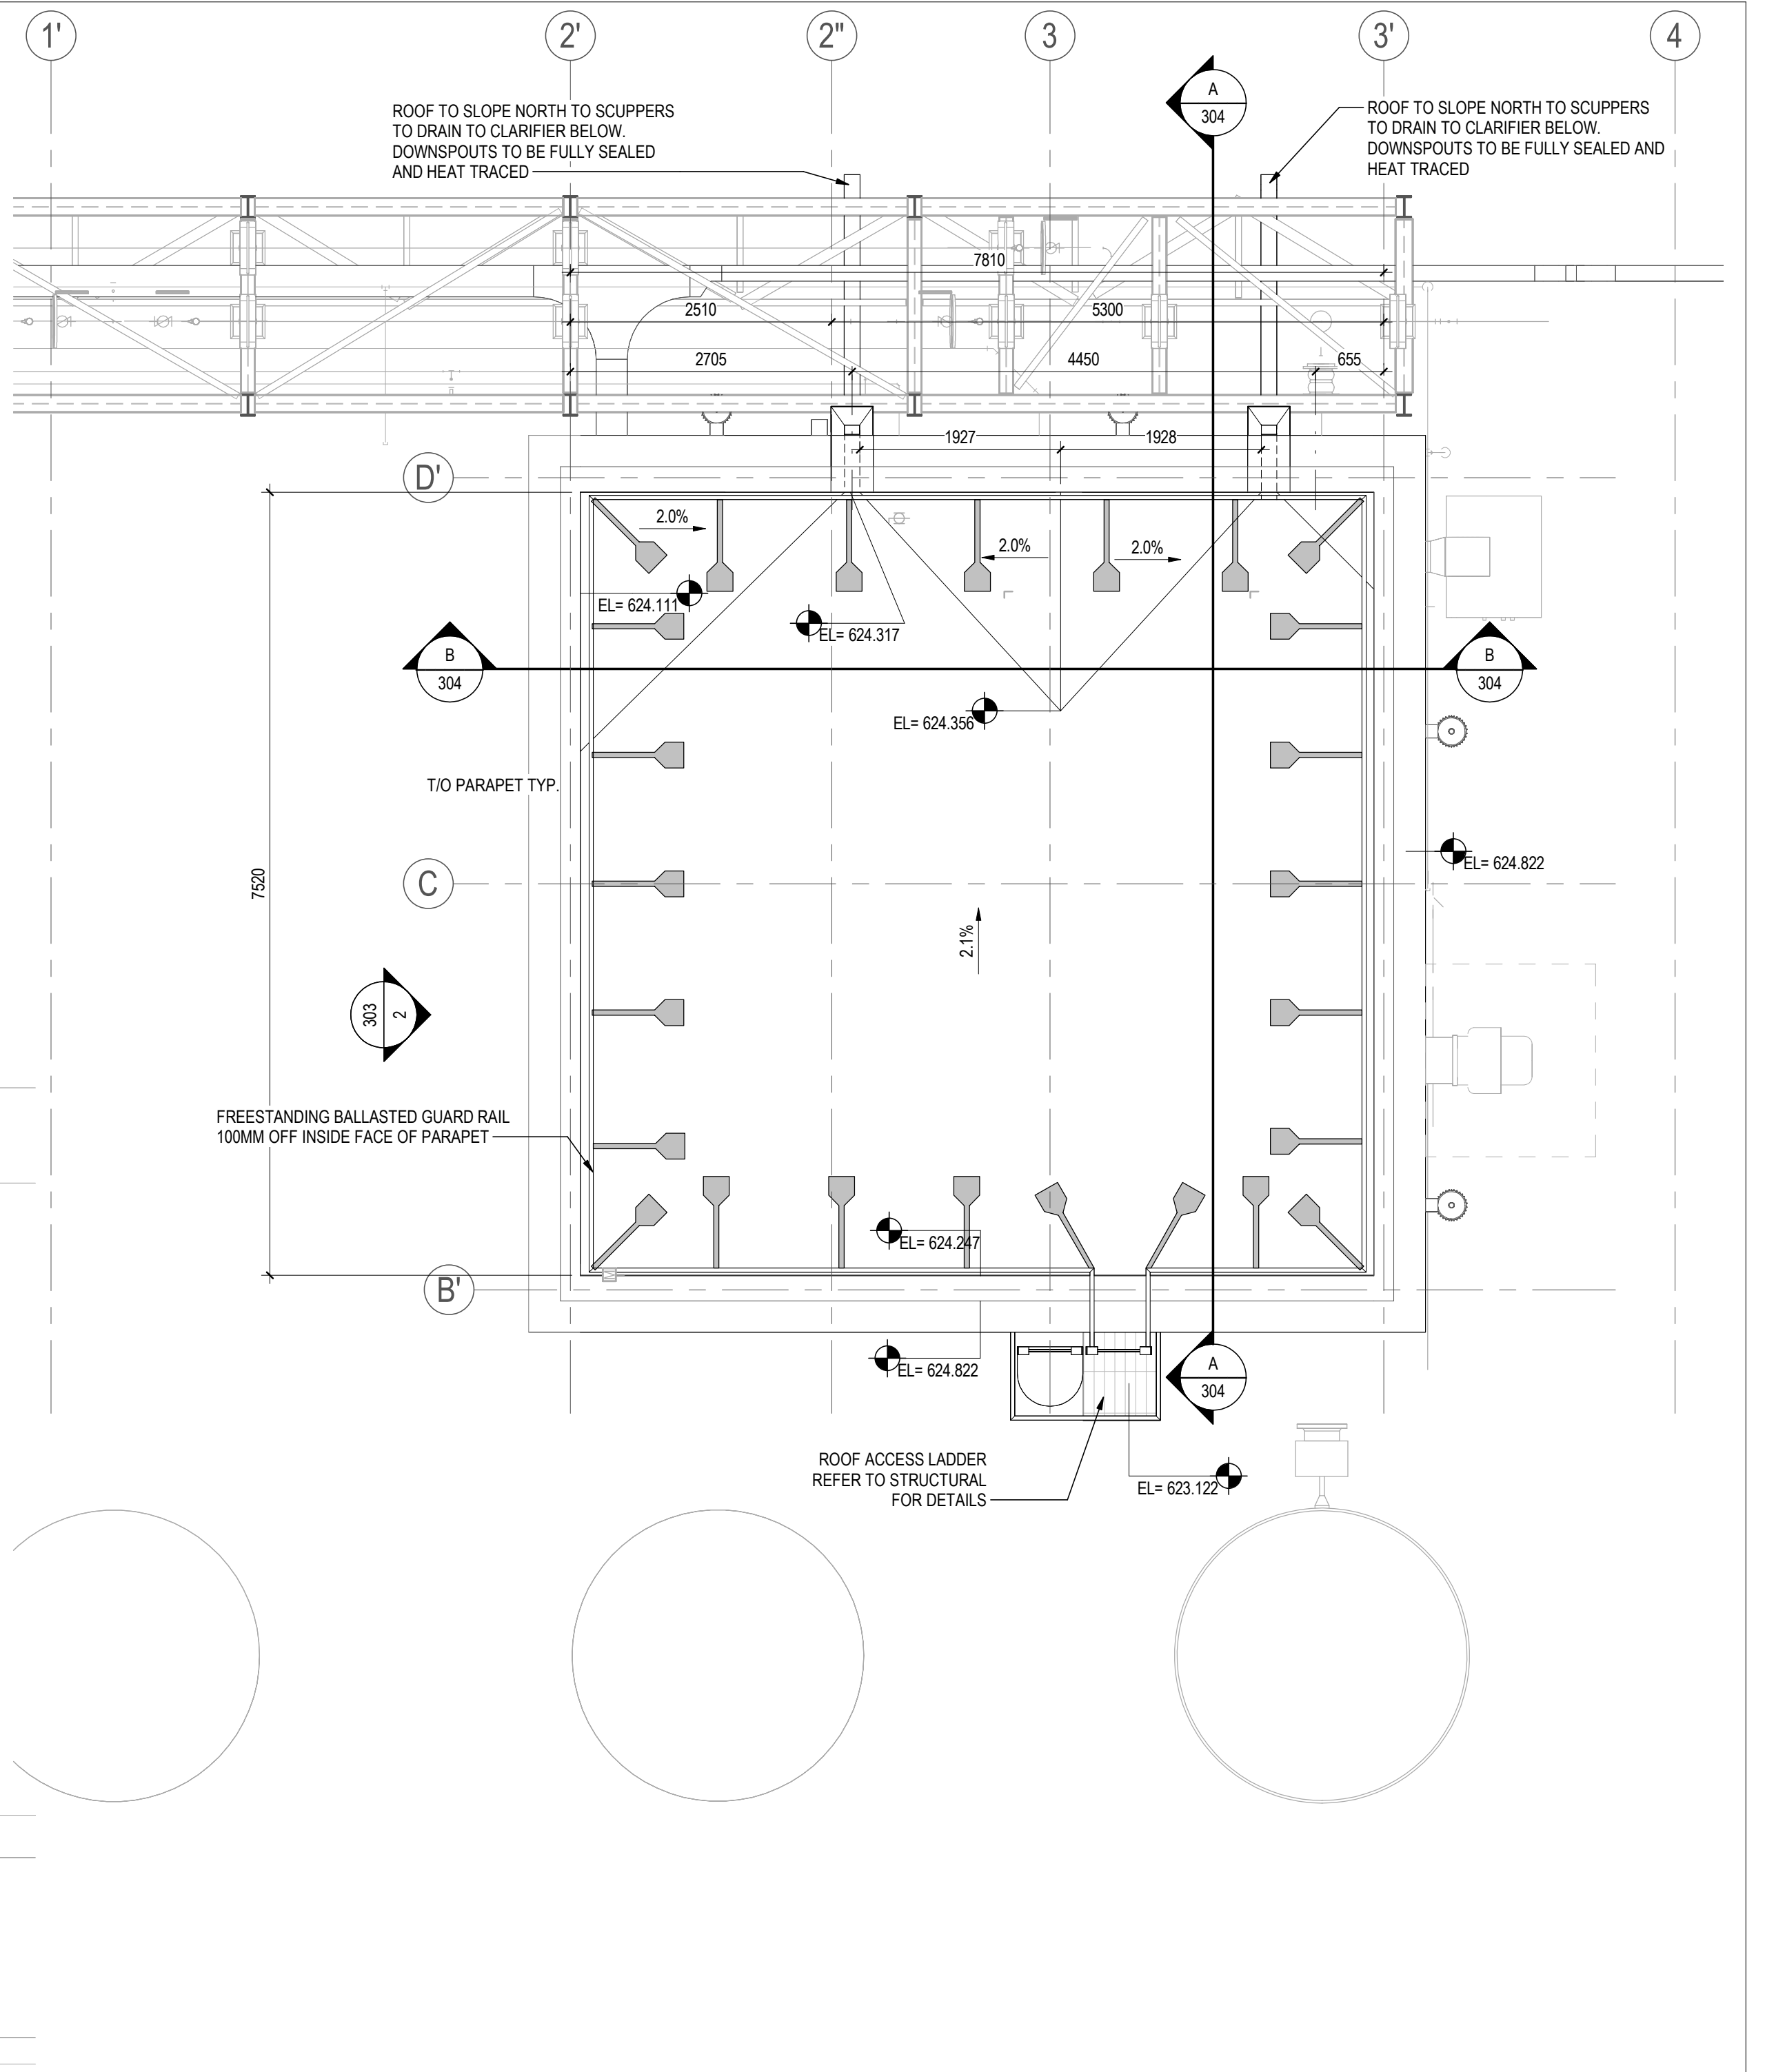 1'
2'
2"
3
3'
4
A
304
ROOF TO SLOPE NORTH TO SCUPPERS
TO DRAIN TO CLARIFIER BELOW.
DOWNSPOUTS TO BE FULLY SEALED
AND HEAT TRACED
ROOF TO SLOPE NORTH TO SCUPPERS
TO DRAIN TO CLARIFIER BELOW.
DOWNSPOUTS TO BE FULLY SEALED AND
HEAT TRACED
7810
2510
5300
2705
4450
655
1927
1928
D'
2.0%
2.0%
2.0%
EL= 624.111
EL= 624.317
B
304
B
304
EL= 624.356
T/O PARAPET TYP.
EL= 624.822
7520
C
2.1%
303
2
FREESTANDING BALLASTED GUARD RAIL
100MM OFF INSIDE FACE OF PARAPET
EL= 624.247
B'
EL= 624.822
A
304
ROOF ACCESS LADDER
REFER TO STRUCTURAL
FOR DETAILS
EL= 623.122